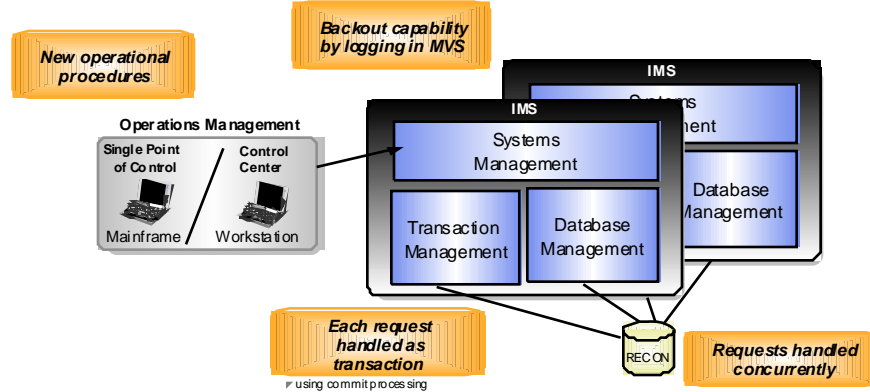 New operational
procedures
Backout capability
by logging in MVS
IMS
Systems
Database
Management
Operations Management
Single Point
of Control
Control
Center
Mainframe
Workstation
IMS
Systems
Management
Transaction
Management
Database
Management
Each request
handled as
transaction
using commit processing
RECON
Requests handled
concurrently